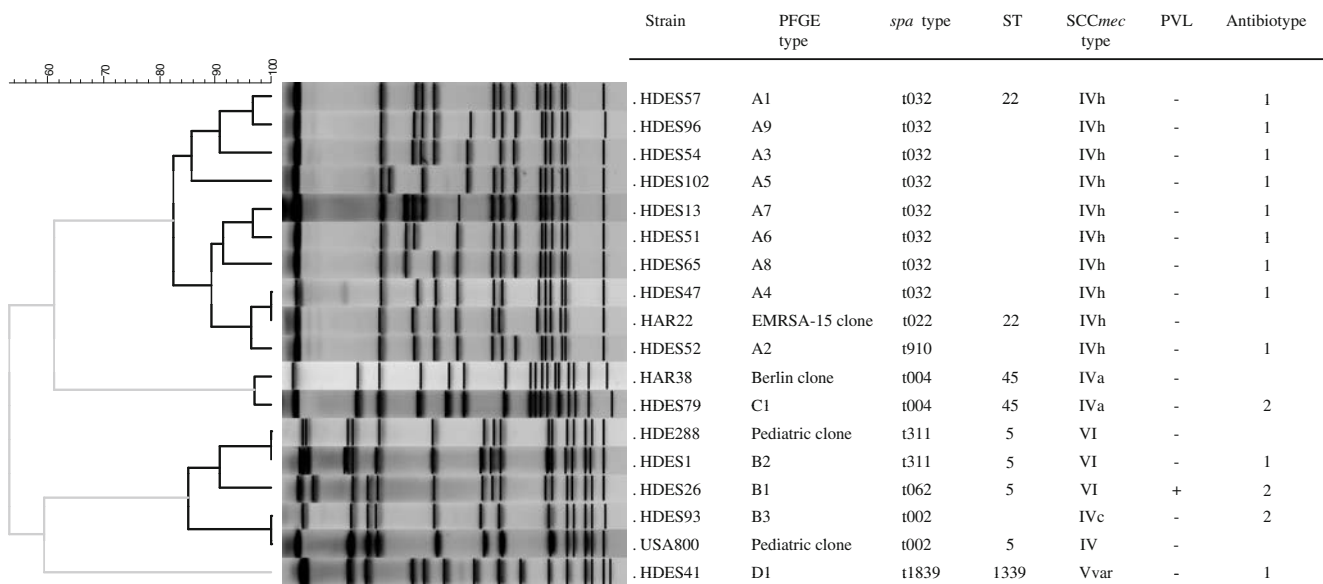 Strain PFGE type spa type ST SCCmec type PVL Antibiotype
60 70 80 90 100
. HDES57 A1 t032 22 IVh - 1
. HDES96 A9 t032 IVh - 1
. HDES54 A3 t032 IVh - 1
. HDES102 A5 t032 IVh - 1
. HDES13 A7 t032 IVh - 1
. HDES51 A6 t032 IVh - 1
. HDES65 A8 t032 IVh - 1
. HDES47 A4 t032 IVh - 1
. HAR22 EMRSA-15 clone t022 22 IVh -
. HDES52 A2 t910 IVh - 1
. HAR38 Berlin clone t004 45 IVa -
. HDES79 C1 t004 45 IVa - 2
. HDE288 Pediatric clone t311 5 VI -
. HDES1 B2 t311 5 VI - 1
. HDES26 B1 t062 5 VI + 2
. HDES93 B3 t002 IVc - 2
. USA800 Pediatric clone t002 5 IV -
. HDES41 D1 t1839 1339 Vvar - 1